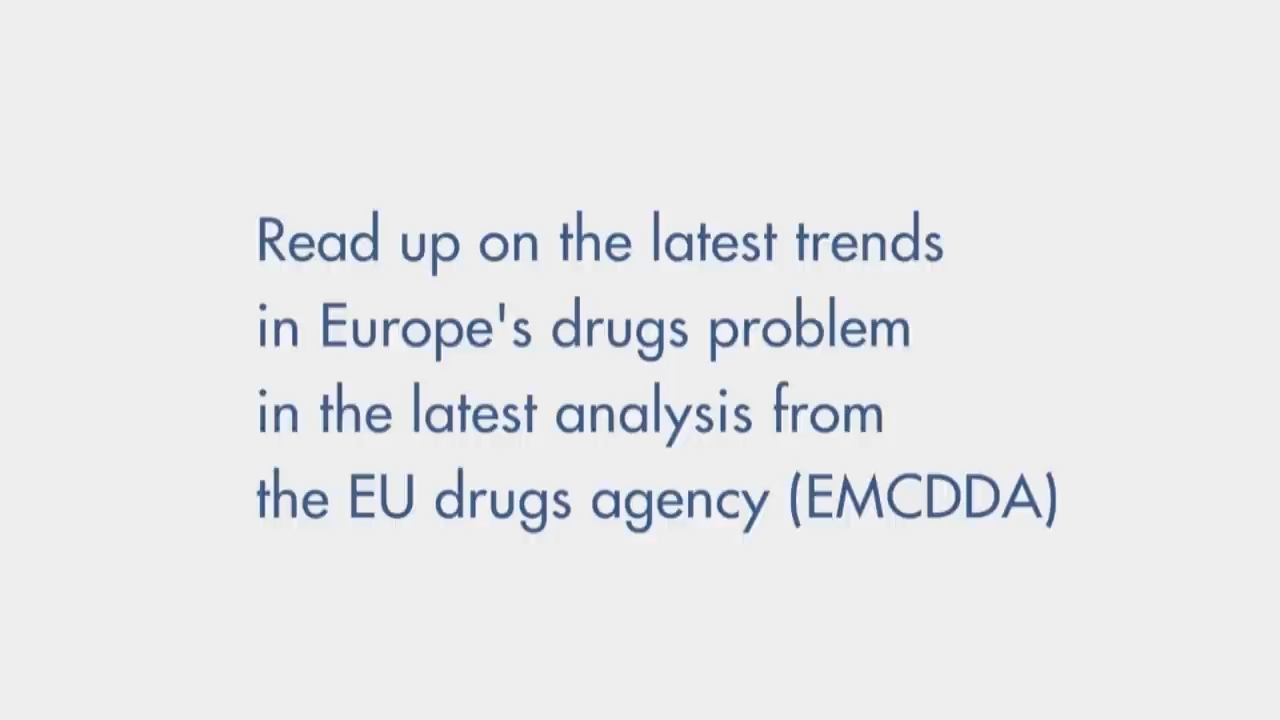 Read up on the latest trends
in Europe's drugs problem
in the latest analysis from
the EU drugs agency (EMCDDA)